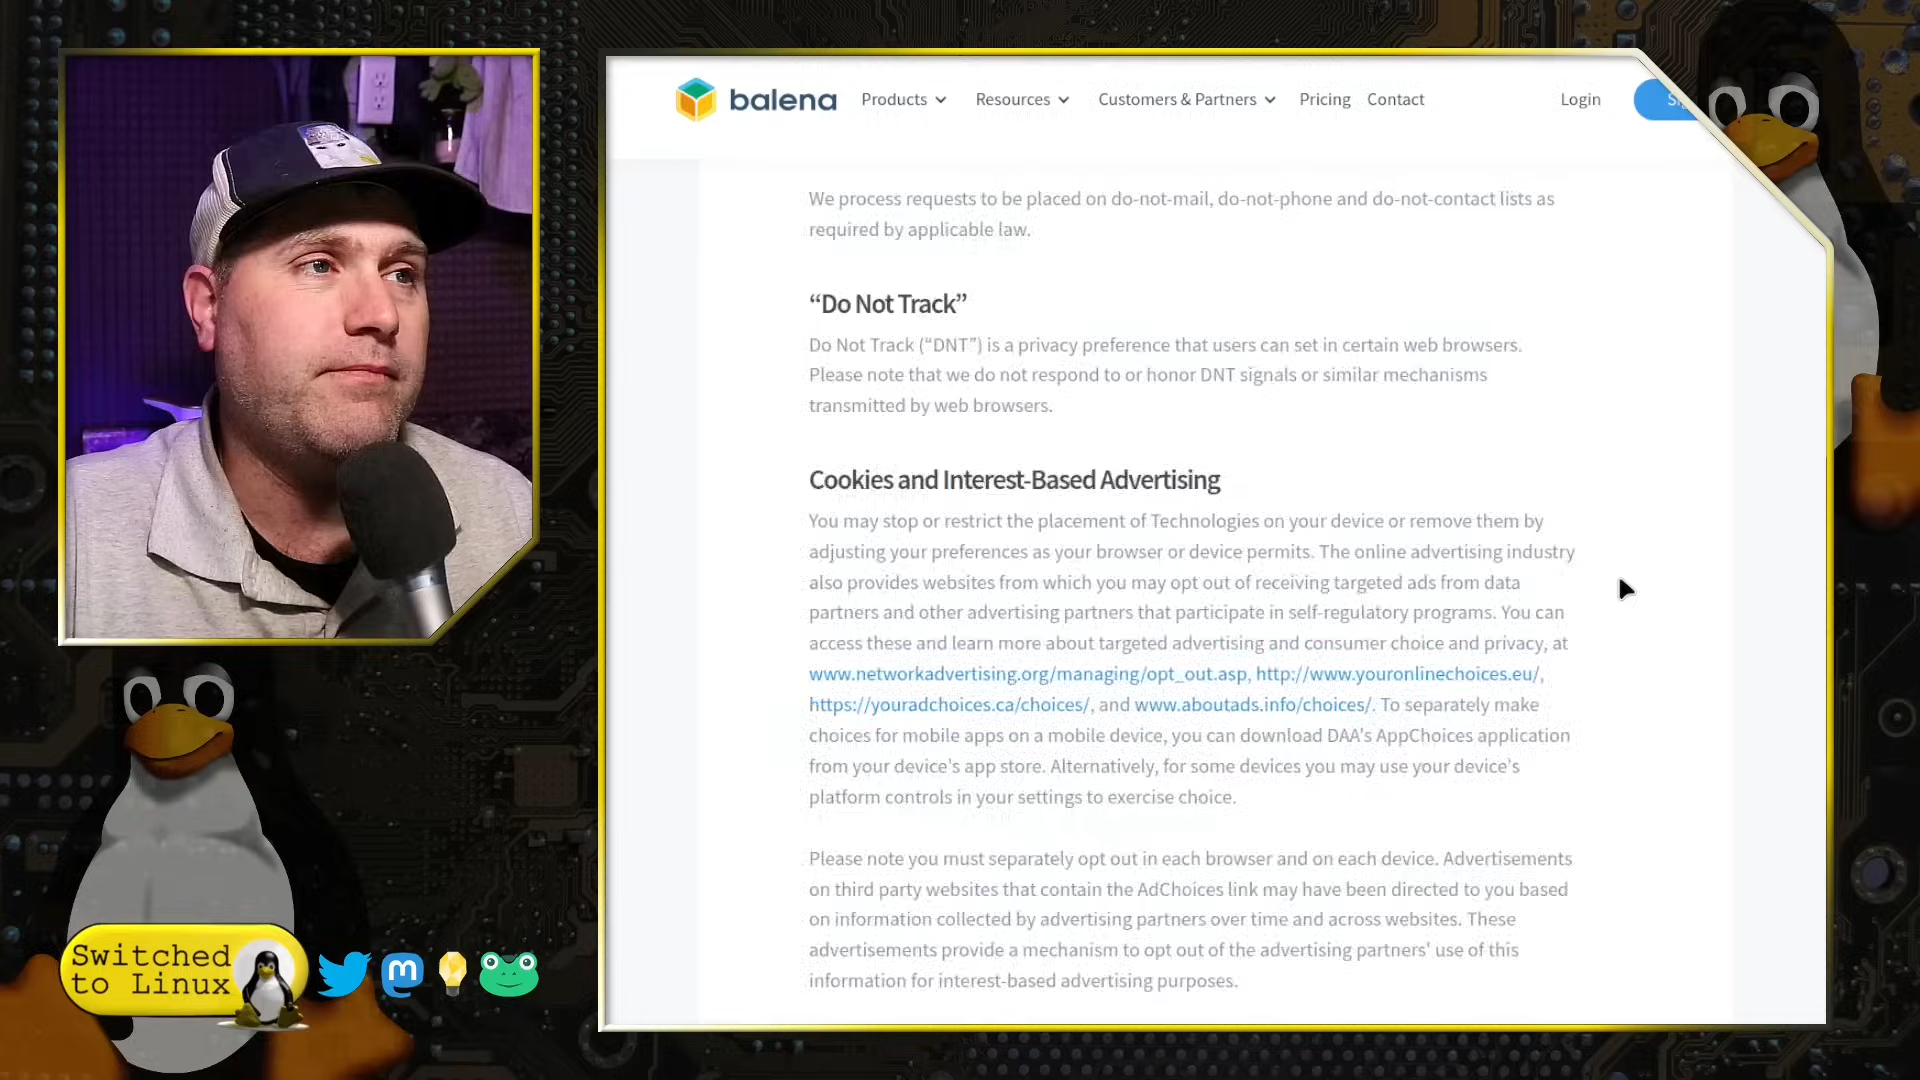 balena
Products
Resources
Customers & Partners
Pricing
Contact
Login
We process requests to be placed on do-not-mail, do-not-phone and do-not-contact lists as
required by applicable law.
“Do Not Track”
Do Not Track (“DNT”) is a privacy preference that users can set in certain web browsers.
Please note that we do not respond to or honor DNT signals or similar mechanisms
transmitted by web browsers.
Cookies and Interest-Based Advertising
You may stop or restrict the placement of Technologies on your device or remove them by
adjusting your preferences as your browser or device permits. The online advertising industry
also provides websites from which you may opt out of receiving targeted ads from data
partners and other advertising partners that participate in self-regulatory programs. You can
access these and learn more about targeted advertising and consumer choice and privacy, at
www.networkadvertising.org/managing/opt_out.asp, http://www.youronlinechoices.eu/,
https://youradchoices.ca/choices/, and www.aboutads.info/choices/. To separately make
choices for mobile apps on a mobile device, you can download DAA's AppChoices application
from your device's app store. Alternatively, for some devices you may use your device's
platform controls in your settings to exercise choice.
Please note you must separately opt out in each browser and on each device. Advertisements
on third party websites that contain the AdChoices link may have been directed to you based
on information collected by advertising partners over time and across websites. These
advertisements provide a mechanism to opt out of the advertising partners' use of this
information for interest-based advertising purposes.
Switched
to Linux